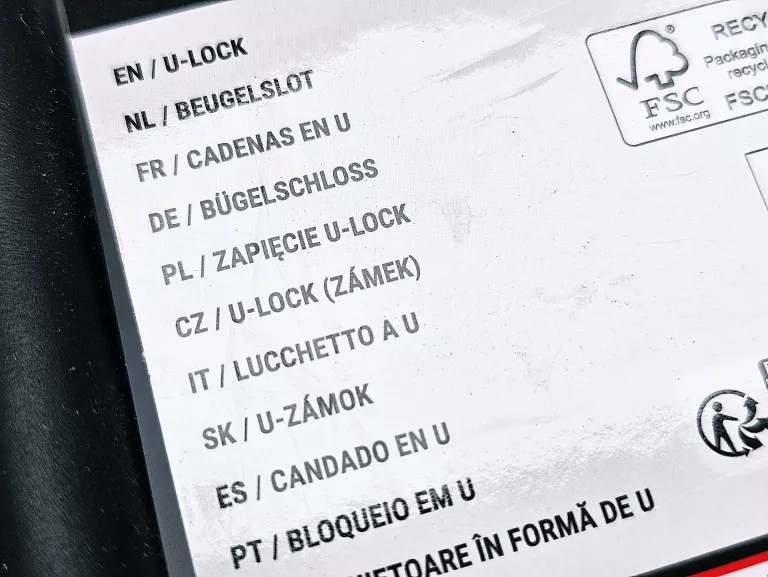 EN / U-LOCK
NL / BEUGELSLOT
FR / CADENAS EN U
DE / BÜGELSCHLOSS
PL / ZAPIĘCIE U-LOCK
CZ / U-LOCK (ZÁMEK)
IT / LUCCHETTO A U
SK / U-ZÁMOK
ES / CANDADO EN U
PT / BLOQUEIO EM U
ÎN FORMĂ DE U
FSC
www.fsc.org